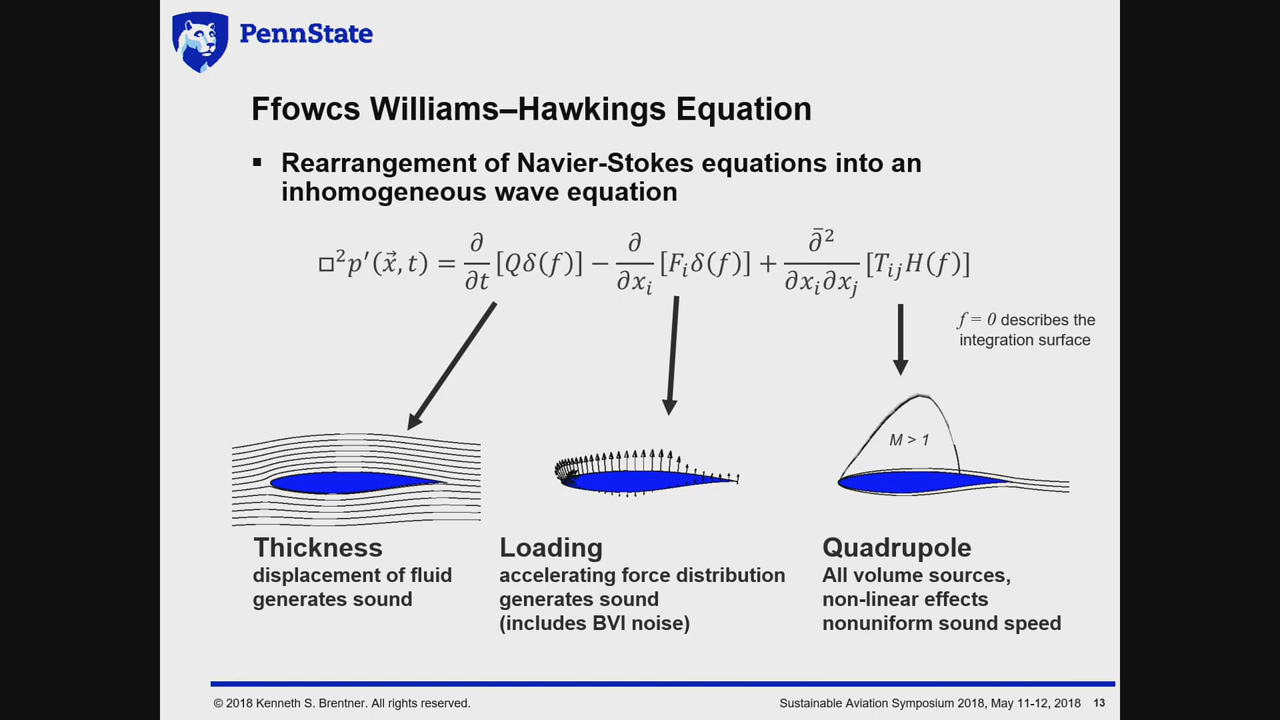 PennState
Ffowcs Williams–Hawkings Equation
▪ Rearrangement of Navier-Stokes equations into an
inhomogeneous wave equation
□²p′(x⃗, t) = ∂/∂t [Qδ(f)] − ∂/∂xᵢ [Fᵢδ(f)] + ∂̄²/∂xᵢ∂xⱼ [TᵢⱼH(f)]
f = 0 describes the
integration surface
M > 1
Thickness
displacement of fluid
generates sound
Loading
accelerating force distribution
generates sound
(includes BVI noise)
Quadrupole
All volume sources,
non-linear effects
nonuniform sound speed
© 2018 Kenneth S. Brentner. All rights reserved.
Sustainable Aviation Symposium 2018, May 11-12, 2018 13